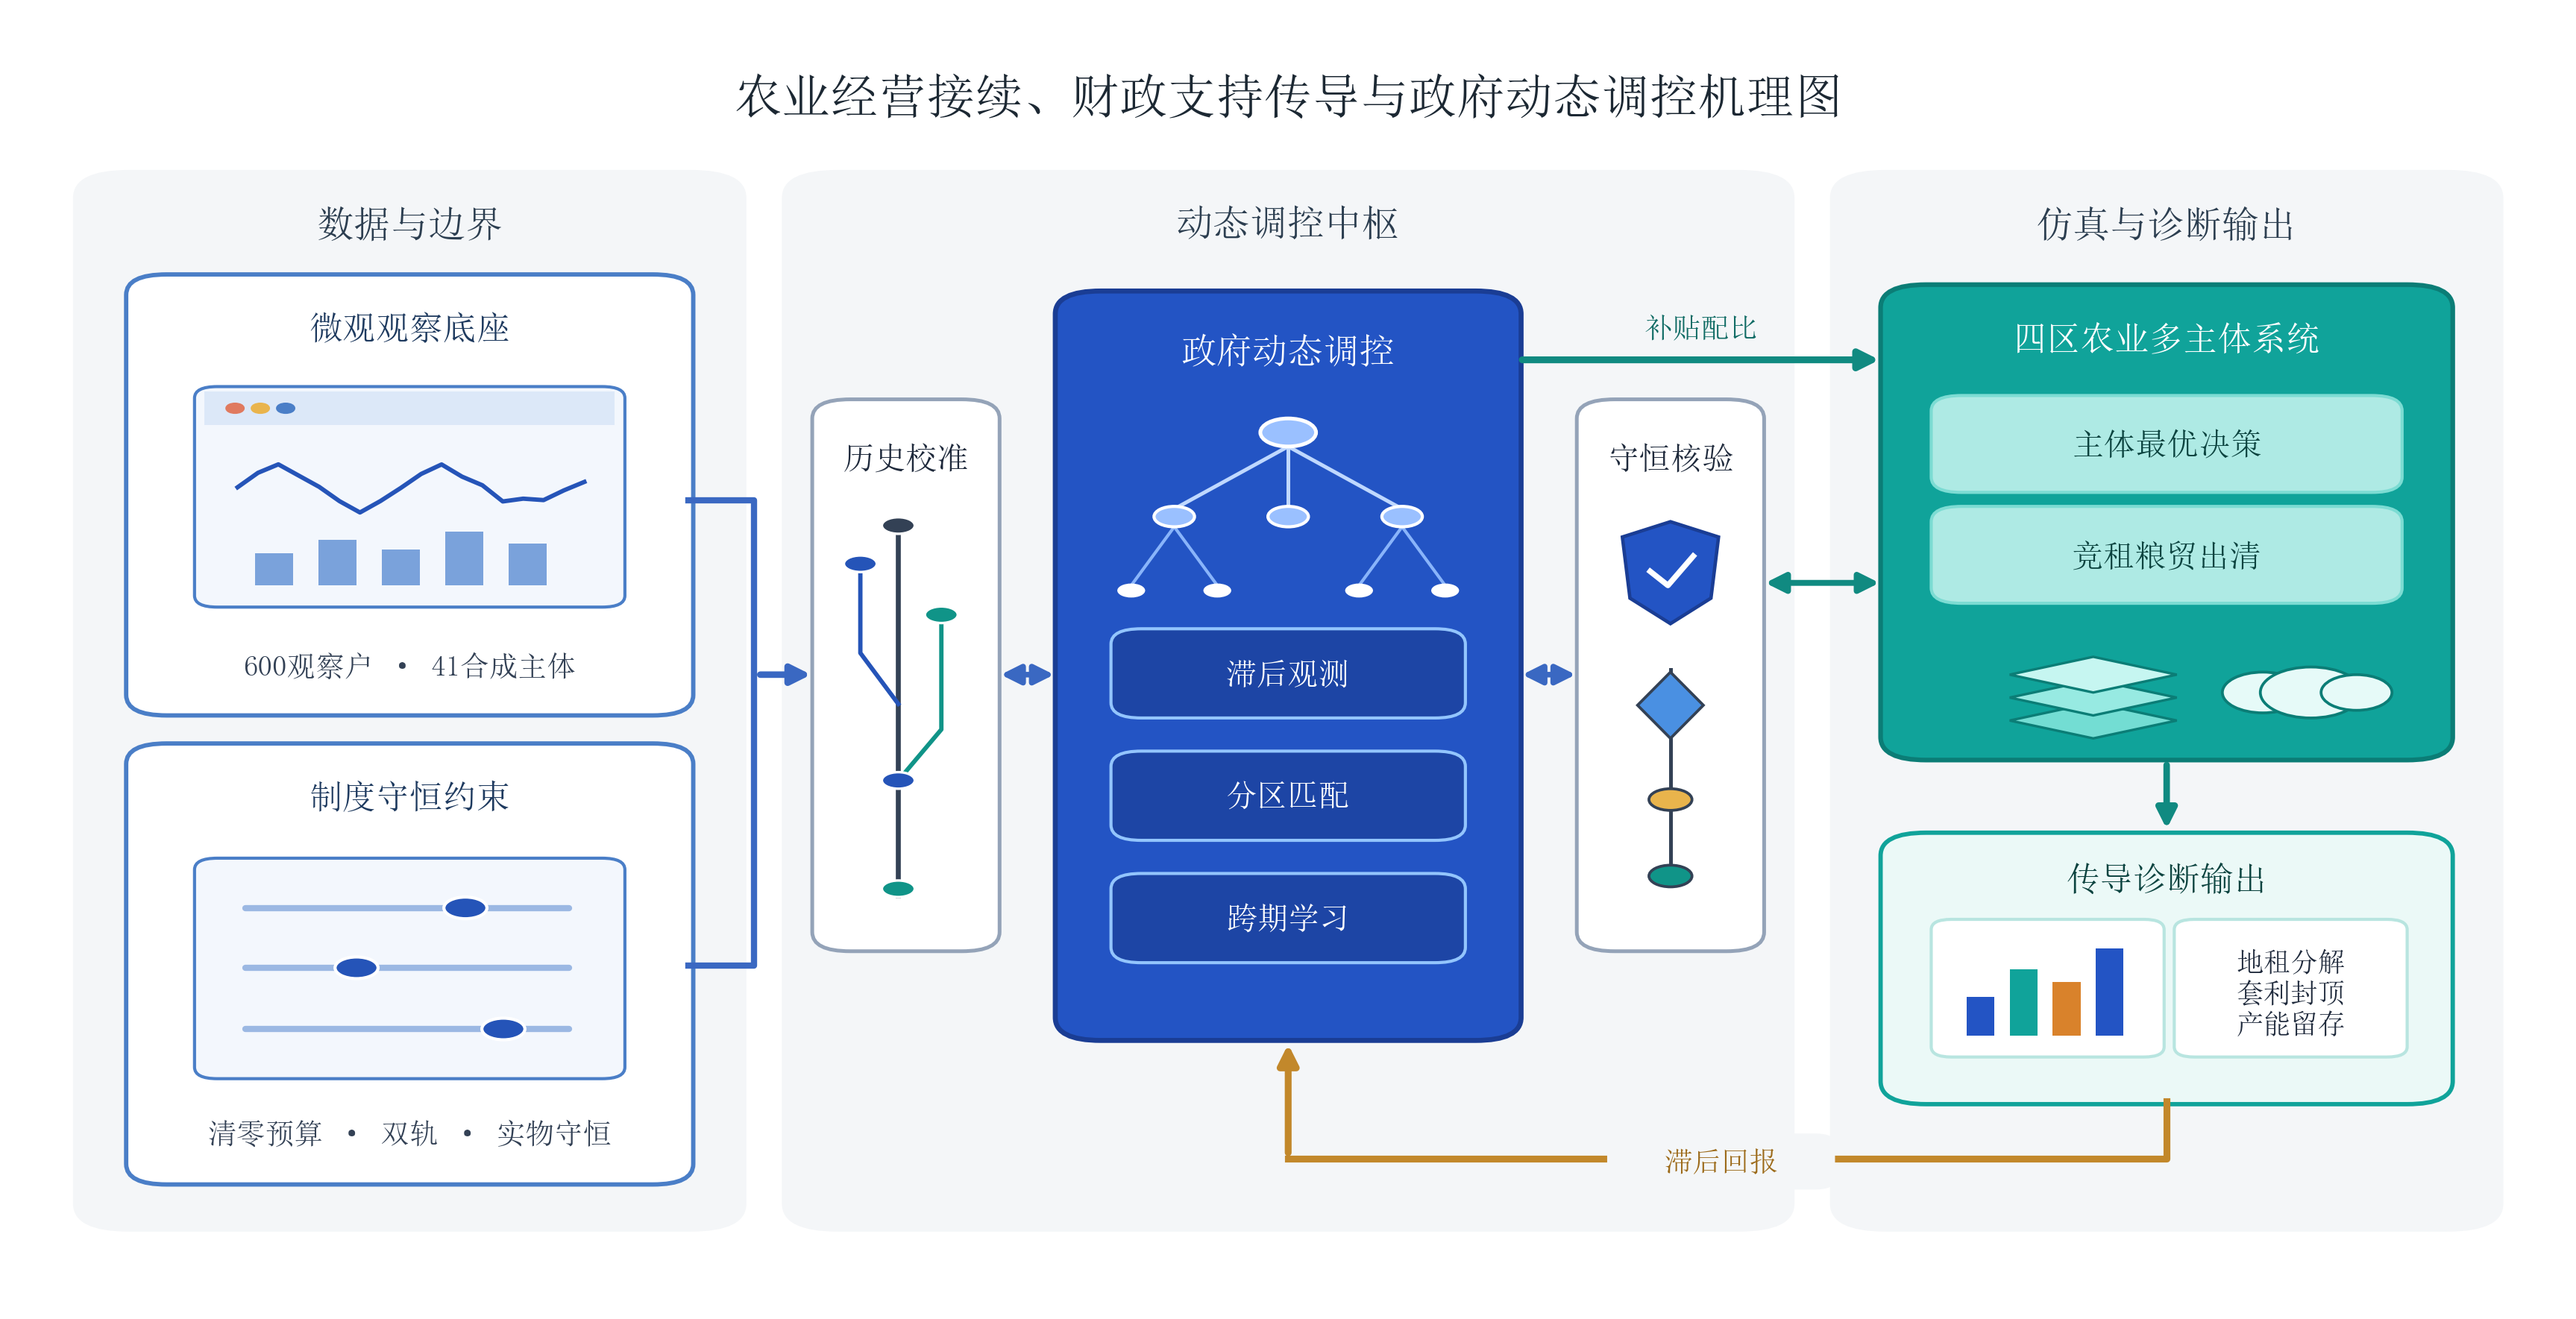 农业经营接续、财政支持传导与政府动态调控机理图
数据与边界
微观观察底座
600观察户 • 41合成主体
制度守恒约束
清零预算 • 双轨 • 实物守恒
动态调控中枢
历史校准
政府动态调控
滞后观测
分区匹配
跨期学习
守恒核验
补贴配比
滞后回报
仿真与诊断输出
四区农业多主体系统
主体最优决策
竞租粮贸出清
传导诊断输出
地租分解
套利封顶
产能留存